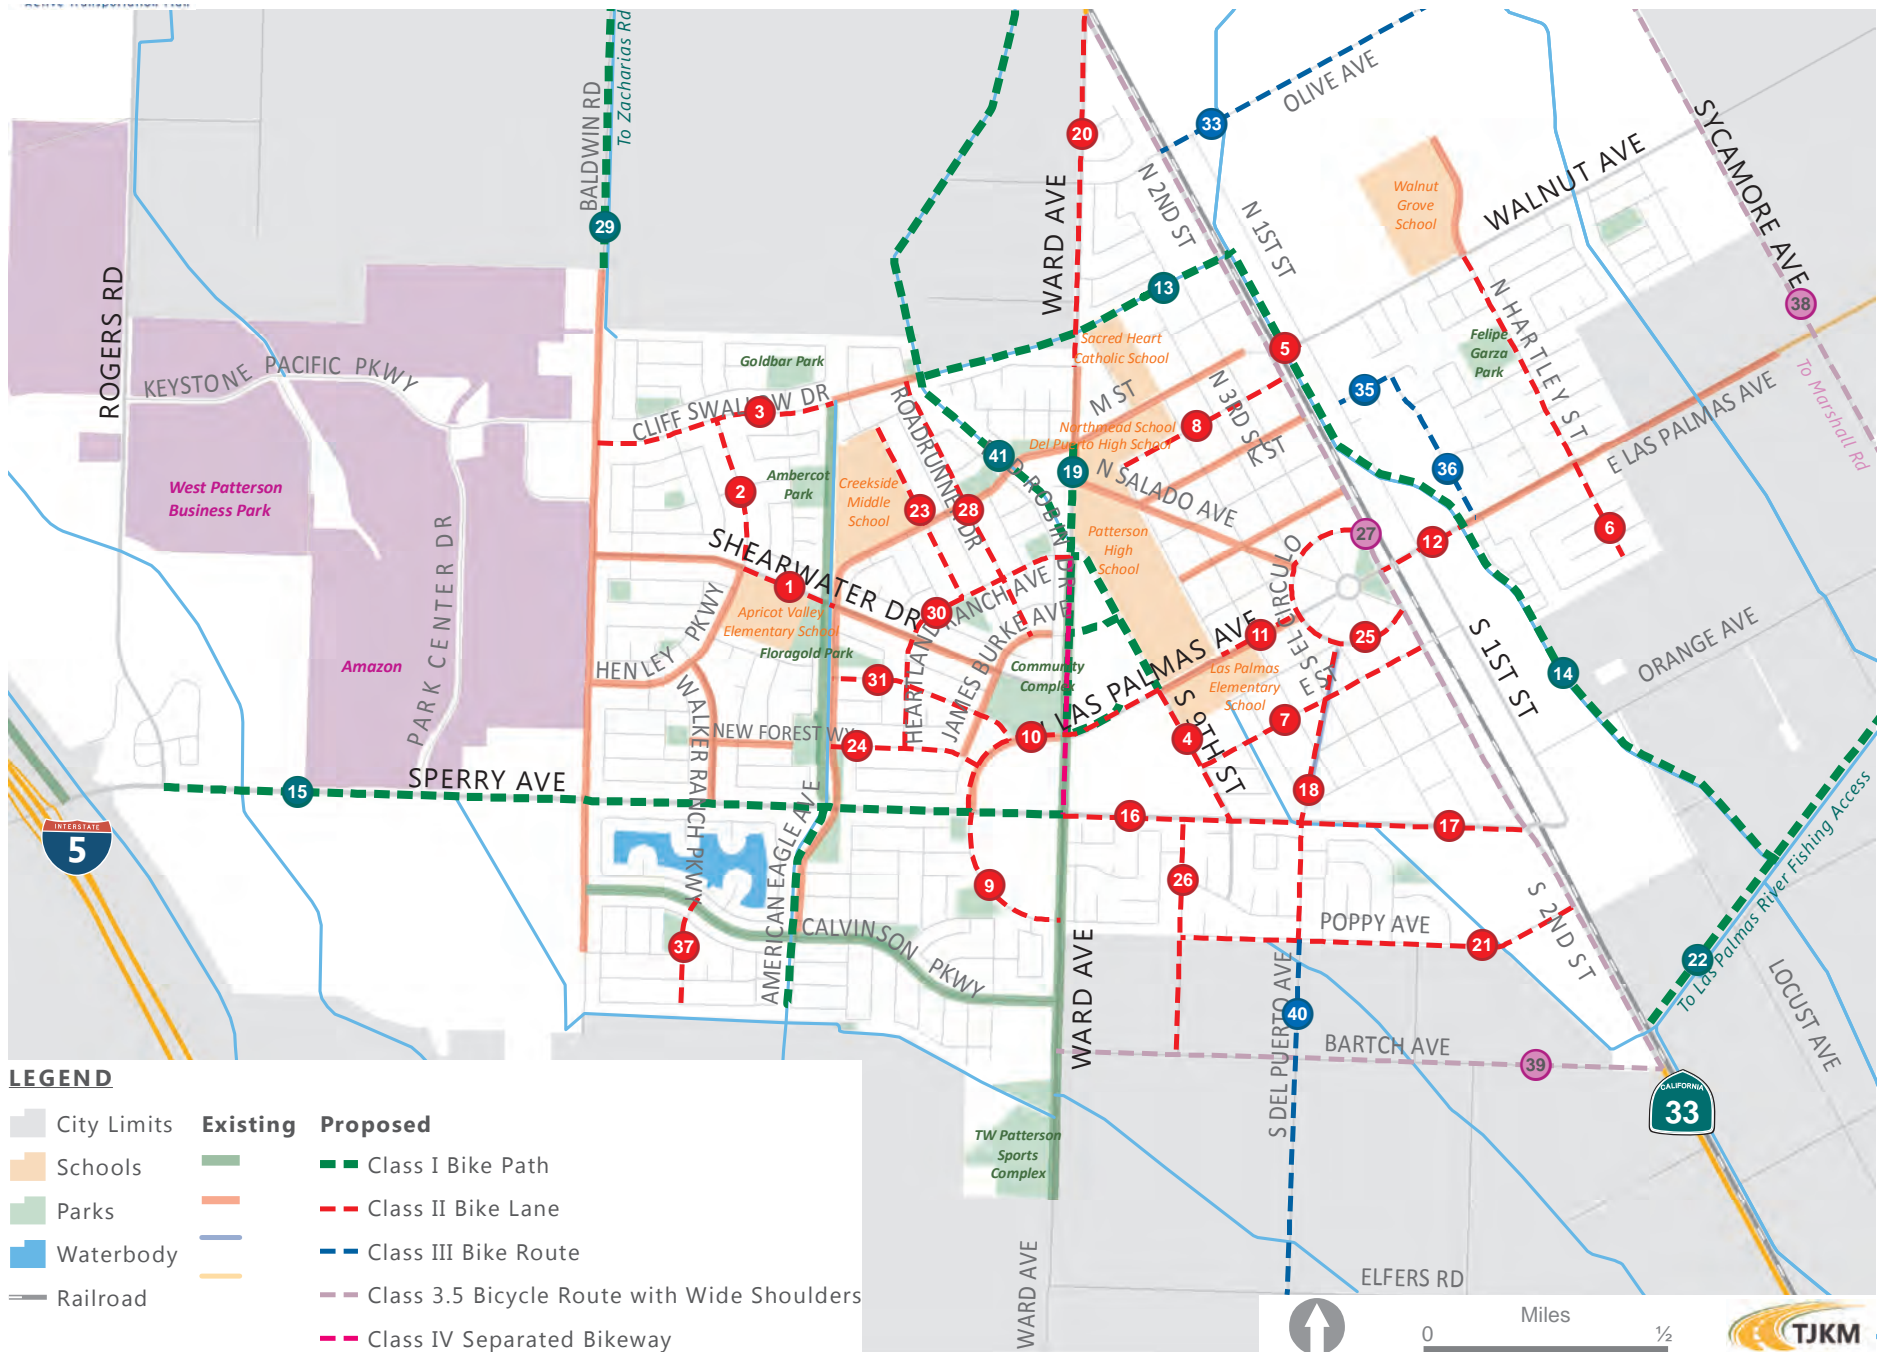 Active Transportation Plan
To Zacharias Rd
BALDWIN RD
29
20
33
OLIVE AVE
SYCAMORE AVE
WALNUT AVE
Walnut
Grove
School
N 2ND ST
N 1ST ST
WARD AVE
13
38
To Marshall Rd
ROGERS RD
KEYSTONE PACIFIC PKWY
Goldbar Park
CLIFF SWALLOW DR
3
Sacred Heart
Catholic School
5
N HARTLEY ST
Felipe
Garza
Park
35
36
E LAS PALMAS AVE
M ST
N 3RD ST
8
K ST
Northmead School
Del Puerto High School
ROADRUNNER DR
41
19
N SALADO AVE
ROBIN DR
West Patterson
Business Park
2
Ambercot
Park
Creekside
Middle
School
23
28
Patterson
High
School
27
12
6
PARK CENTER DR
SHEARWATER DR
1
Apricot Valley
Elementary School
30
RANCH AVE
HEARTLAND
JAMES BURKE AVE
Amazon
HENLEY PKWY
Floragold Park
31
Community
Complex
LAS PALMAS AVE
11
Las Palmas
Elementary
School
25
S 1ST ST
14
ORANGE AVE
WALKER RANCH PKWY
NEW FOREST WY
24
10
4
S 9TH ST
7
18
15
SPERRY AVE
16
17
INTERSTATE
5
AMERICAN EAGLE AVE
9
26
POPPY AVE
21
S 2ND ST
22
To Las Palmas River Fishing Access
LOCUST AVE
37
CALVINSON PKWY
WARD AVE
S DEL PUERTO AVE
40
BARTCH AVE
39
CALIFORNIA
33
TW Patterson
Sports
Complex
WARD AVE
ELFERS RD
LEGEND
City Limits
Schools
Parks
Waterbody
Railroad
Existing
Proposed
Class I Bike Path
Class II Bike Lane
Class III Bike Route
Class 3.5 Bicycle Route with Wide Shoulders
Class IV Separated Bikeway
Miles
0 ½
TJKM